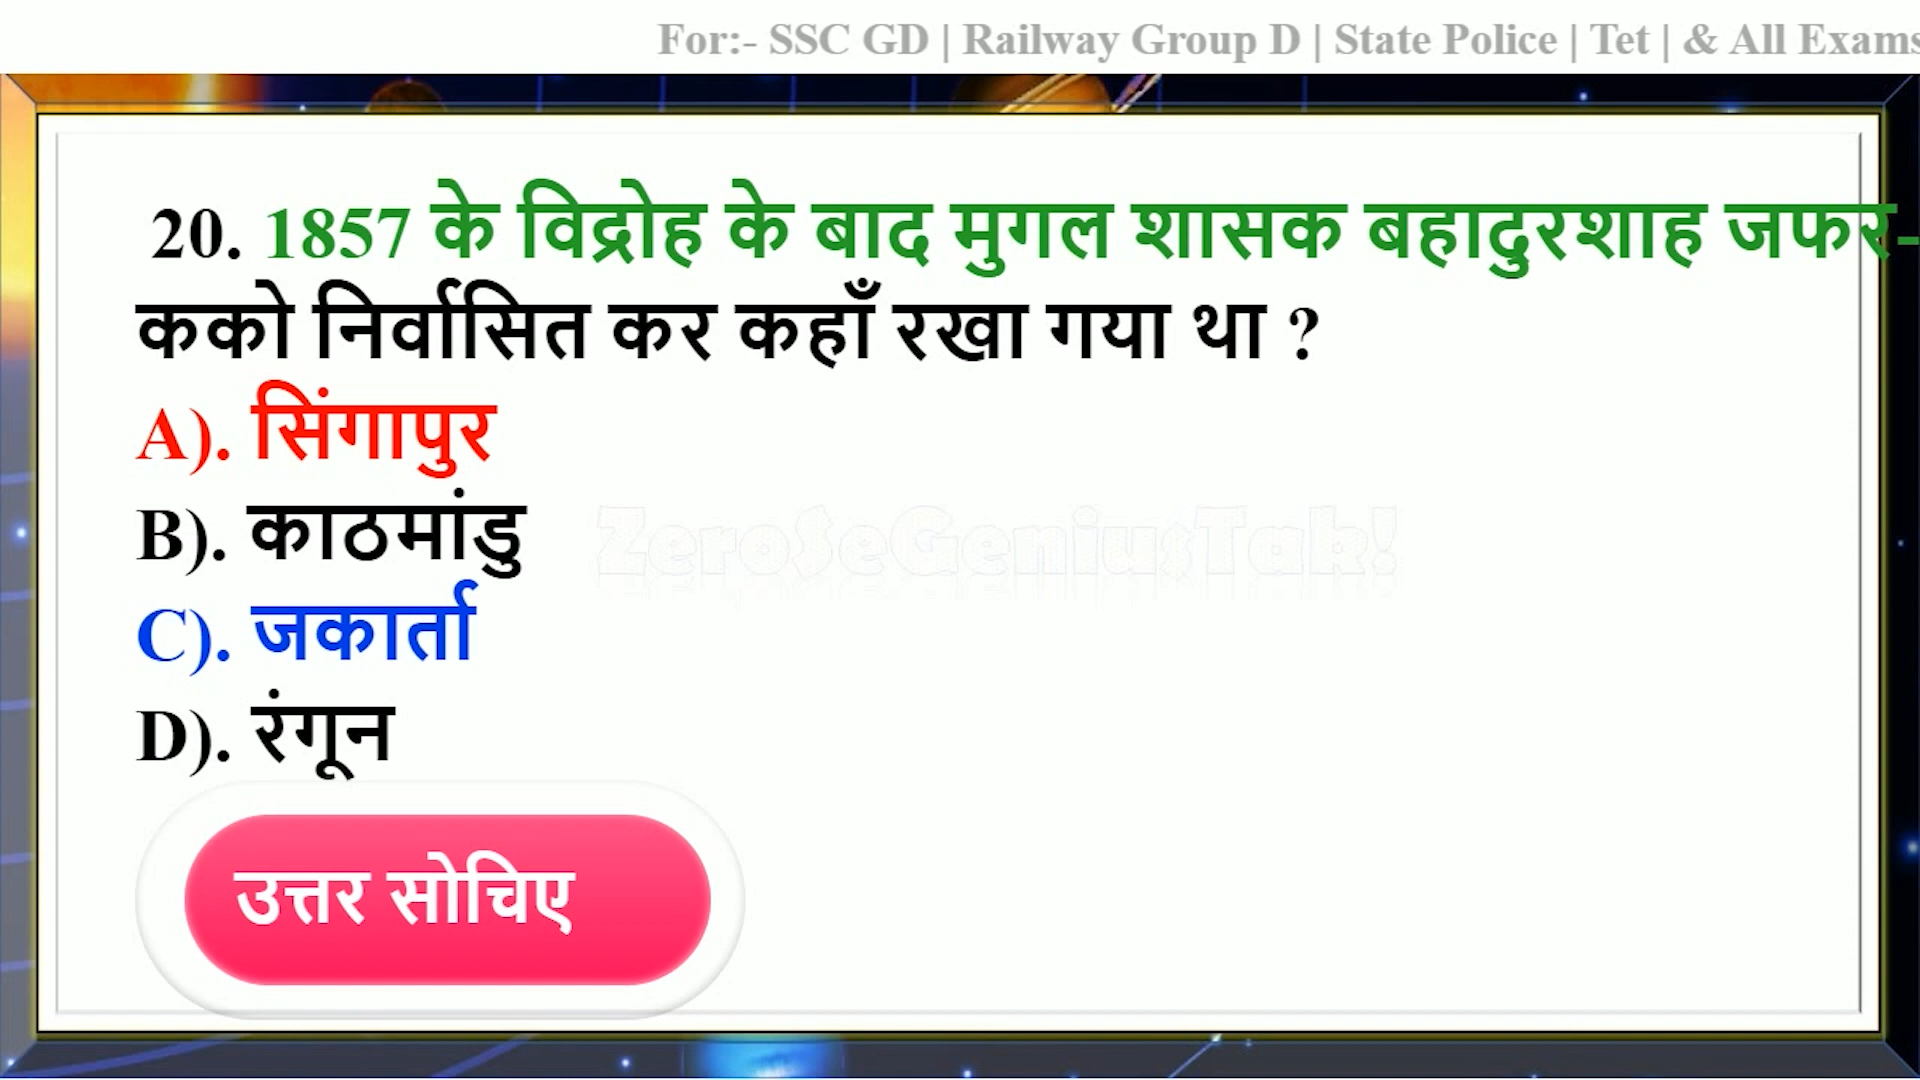 For:- SSC GD | Railway Group D | State Police | Tet | & All Exams
20. 1857 के विद्रोह के बाद मुगल शासक बहादुरशाह जफर-
कको निर्वासित कर कहाँ रखा गया था ?
A). सिंगापुर
B). काठमांडु
ZeroSeGeniusTak!
C). जकार्ता
D). रंगून
उत्तर सोचिए